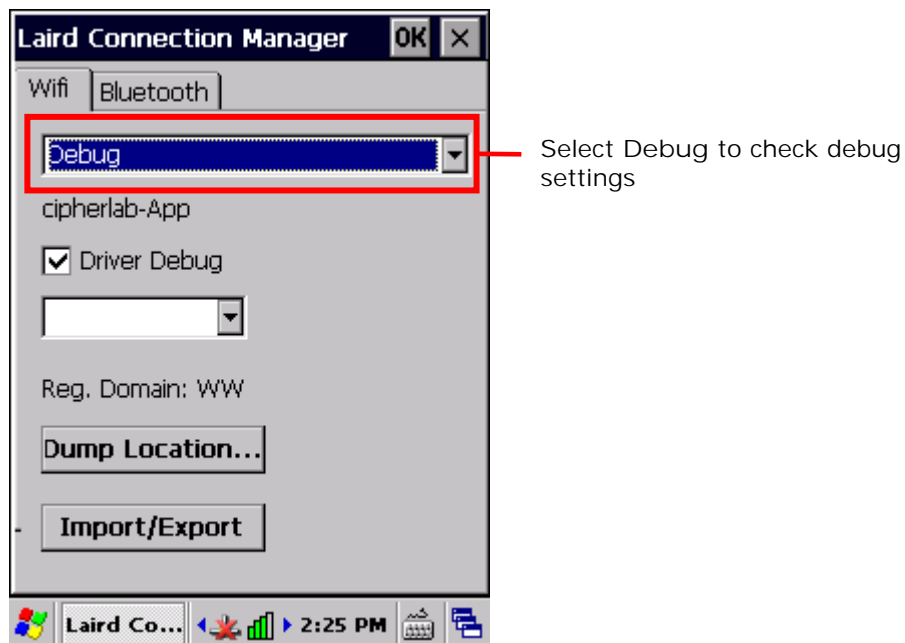 Laird Connection Manager OK ×
Wifi Bluetooth
Debug
Select Debug to check debug
settings
cipherlab-App
Driver Debug
Reg. Domain: WW
Dump Location...
- Import/Export
Laird Co... 2:25 PM